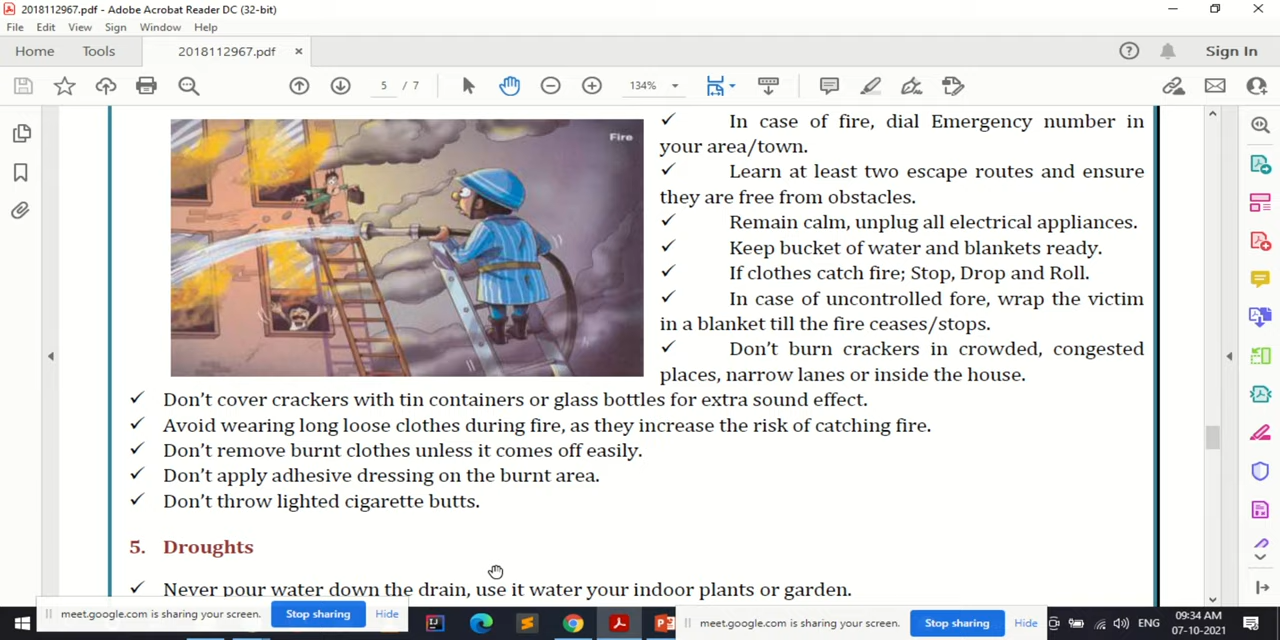 2018112967.pdf - Adobe Acrobat Reader DC (32-bit)
File Edit View Sign Window Help
Home Tools 2018112967.pdf × Sign In
5 / 7 134%
Fire
✓ In case of fire, dial Emergency number in
your area/town.
✓ Learn at least two escape routes and ensure
they are free from obstacles.
✓ Remain calm, unplug all electrical appliances.
✓ Keep bucket of water and blankets ready.
✓ If clothes catch fire; Stop, Drop and Roll.
✓ In case of uncontrolled fore, wrap the victim
in a blanket till the fire ceases/stops.
✓ Don't burn crackers in crowded, congested
places, narrow lanes or inside the house.
✓ Don't cover crackers with tin containers or glass bottles for extra sound effect.
✓ Avoid wearing long loose clothes during fire, as they increase the risk of catching fire.
✓ Don't remove burnt clothes unless it comes off easily.
✓ Don't apply adhesive dressing on the burnt area.
✓ Don't throw lighted cigarette butts.
5. Droughts
✓ Never pour water down the drain, use it water your indoor plants or garden.
meet.google.com is sharing your screen. Stop sharing Hide
meet.google.com is sharing your screen. Stop sharing Hide
ENG
09:34 AM
07-10-2021